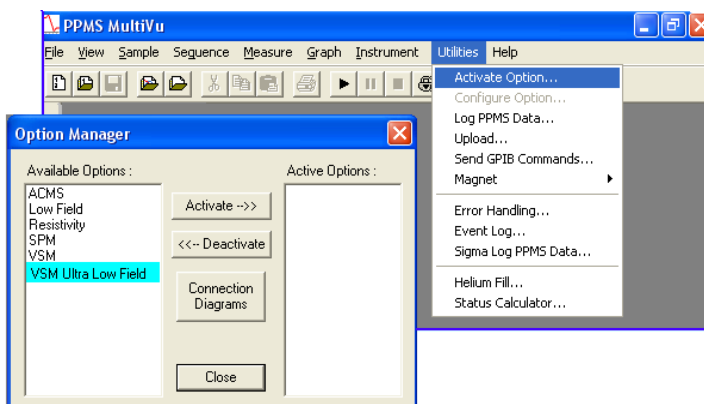 PPMS MultiVu
File View Sample Sequence Measure Graph Instrument Utilities Help
Activate Option...
Configure Option...
Log PPMS Data...
Upload...
Send GPIB Commands...
Magnet
Error Handling...
Event Log...
Sigma Log PPMS Data...
Helium Fill...
Status Calculator...
Option Manager
Available Options :
ACMS
Low Field
Resistivity
SPM
VSM
VSM Ultra Low Field
Activate -->>
<<-- Deactivate
Connection
Diagrams
Close
Active Options :